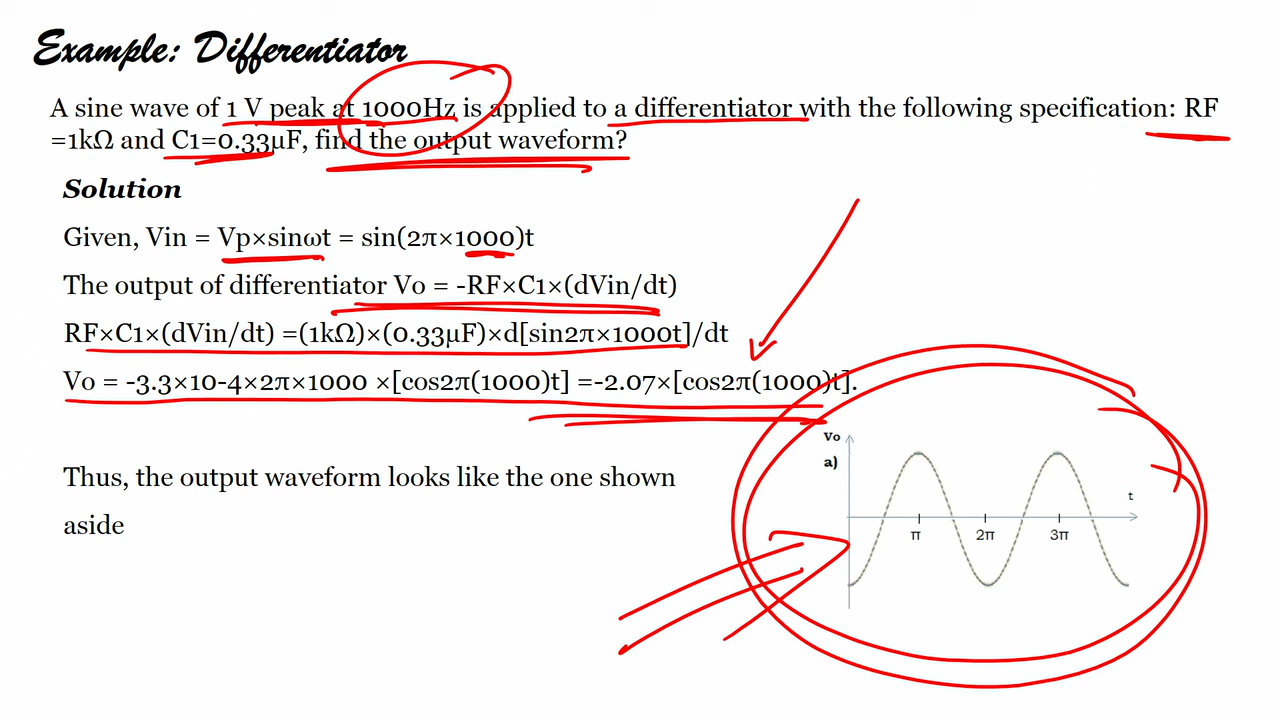 Example: Differentiator
A sine wave of 1 V peak at 1000Hz is applied to a differentiator with the following specification: RF
=1kΩ and C1=0.33µF, find the output waveform?
Solution
Given, Vin = Vp×sinωt = sin(2π×1000)t
The output of differentiator Vo = -RF×C1×(dVin/dt)
RF×C1×(dVin/dt) =(1kΩ)×(0.33µF)×d[sin2π×1000t]/dt
Vo = -3.3×10-4×2π×1000 ×[cos2π(1000)t] =-2.07×[cos2π(1000)t].
Thus, the output waveform looks like the one shown
aside
Vo
a)
t
π 2π 3π